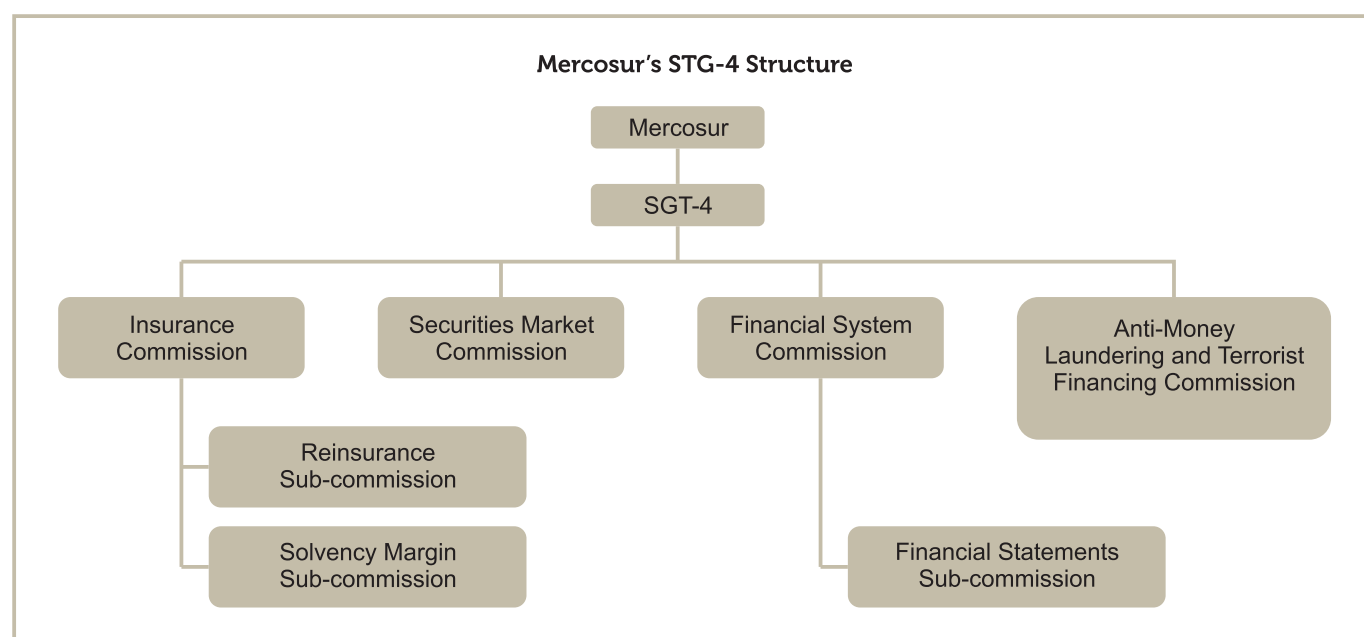 Mercosur's STG-4 Structure
Mercosur
SGT-4
Insurance
Commission
Securities Market
Commission
Financial System
Commission
Anti-Money
Laundering and Terrorist
Financing Commission
Reinsurance
Sub-commission
Solvency Margin
Sub-commission
Financial Statements
Sub-commission